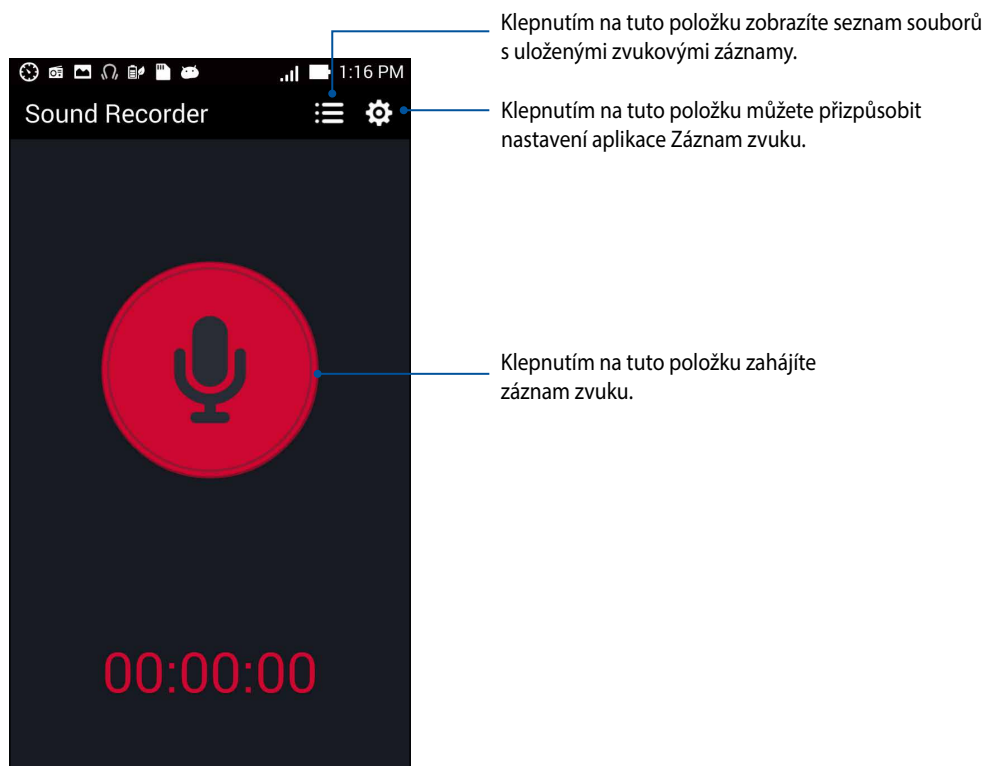 Klepnutím na tuto položku zobrazíte seznam souborů
s uloženými zvukovými záznamy.
1:16 PM
Sound Recorder
Klepnutím na tuto položku můžete přizpůsobit
nastavení aplikace Záznam zvuku.
Klepnutím na tuto položku zahájíte
záznam zvuku.
00:00:00